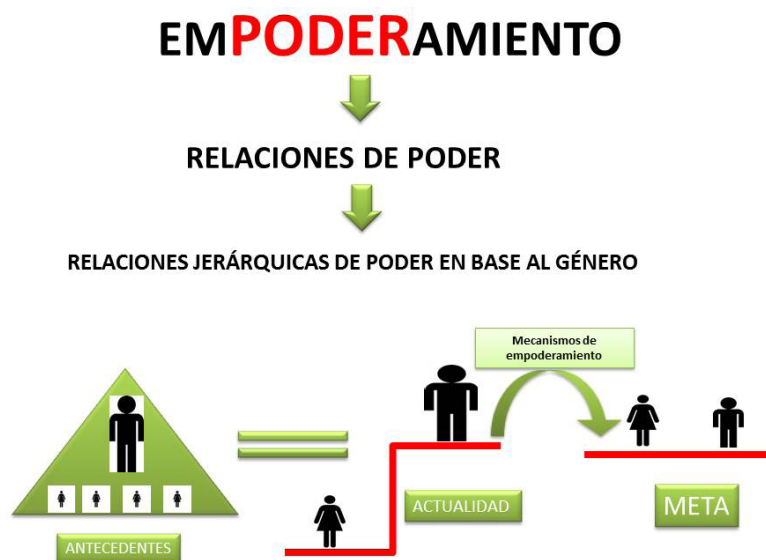 EMPODERAMIENTO
RELACIONES DE PODER
RELACIONES JERÁRQUICAS DE PODER EN BASE AL GÉNERO
Mecanismos de
empoderamiento
ACTUALIDAD
META
ANTECEDENTES